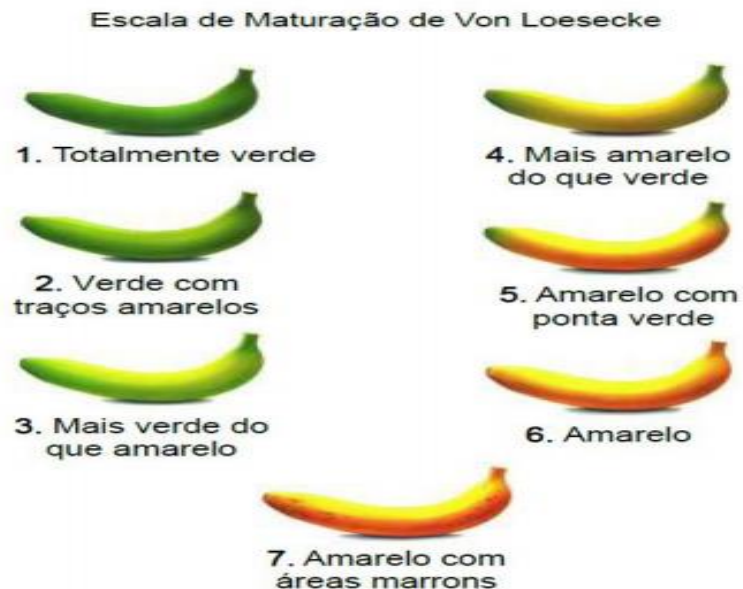 Escala de Maturação de Von Loesecke
1. Totalmente verde
2. Verde com
traços amarelos
3. Mais verde do
que amarelo
4. Mais amarelo
do que verde
5. Amarelo com
ponta verde
6. Amarelo
7. Amarelo com
áreas marrons